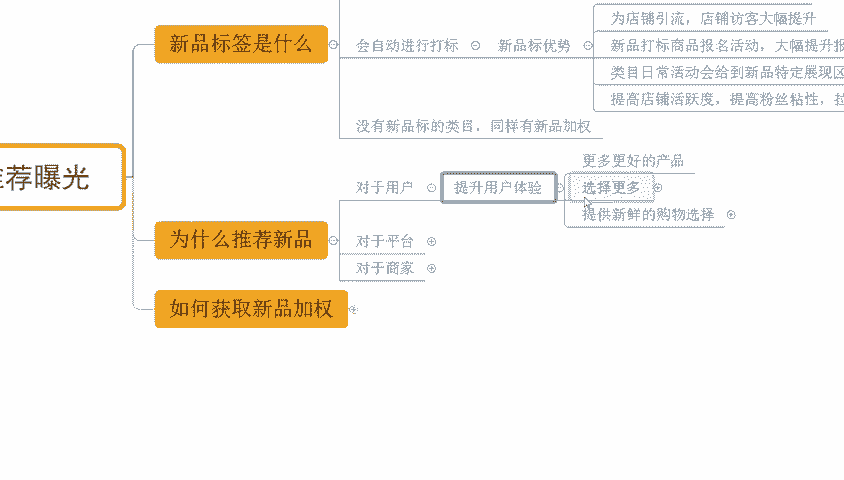 为店铺引流，店铺访客大幅提升
新品标签是什么
会自动进行打标
新品标优势
新品打标商品报名活动，大幅提升报
类目日常活动会给到新品特定展现区
提高店铺活跃度，提高粉丝粘性，拉
没有新品标的类目，同样有新品加权
荐曝光
更多更好的产品
对于用户
提升用户体验
选择更多
提供新鲜的购物选择
为什么推荐新品
对于平台
对于商家
如何获取新品加权